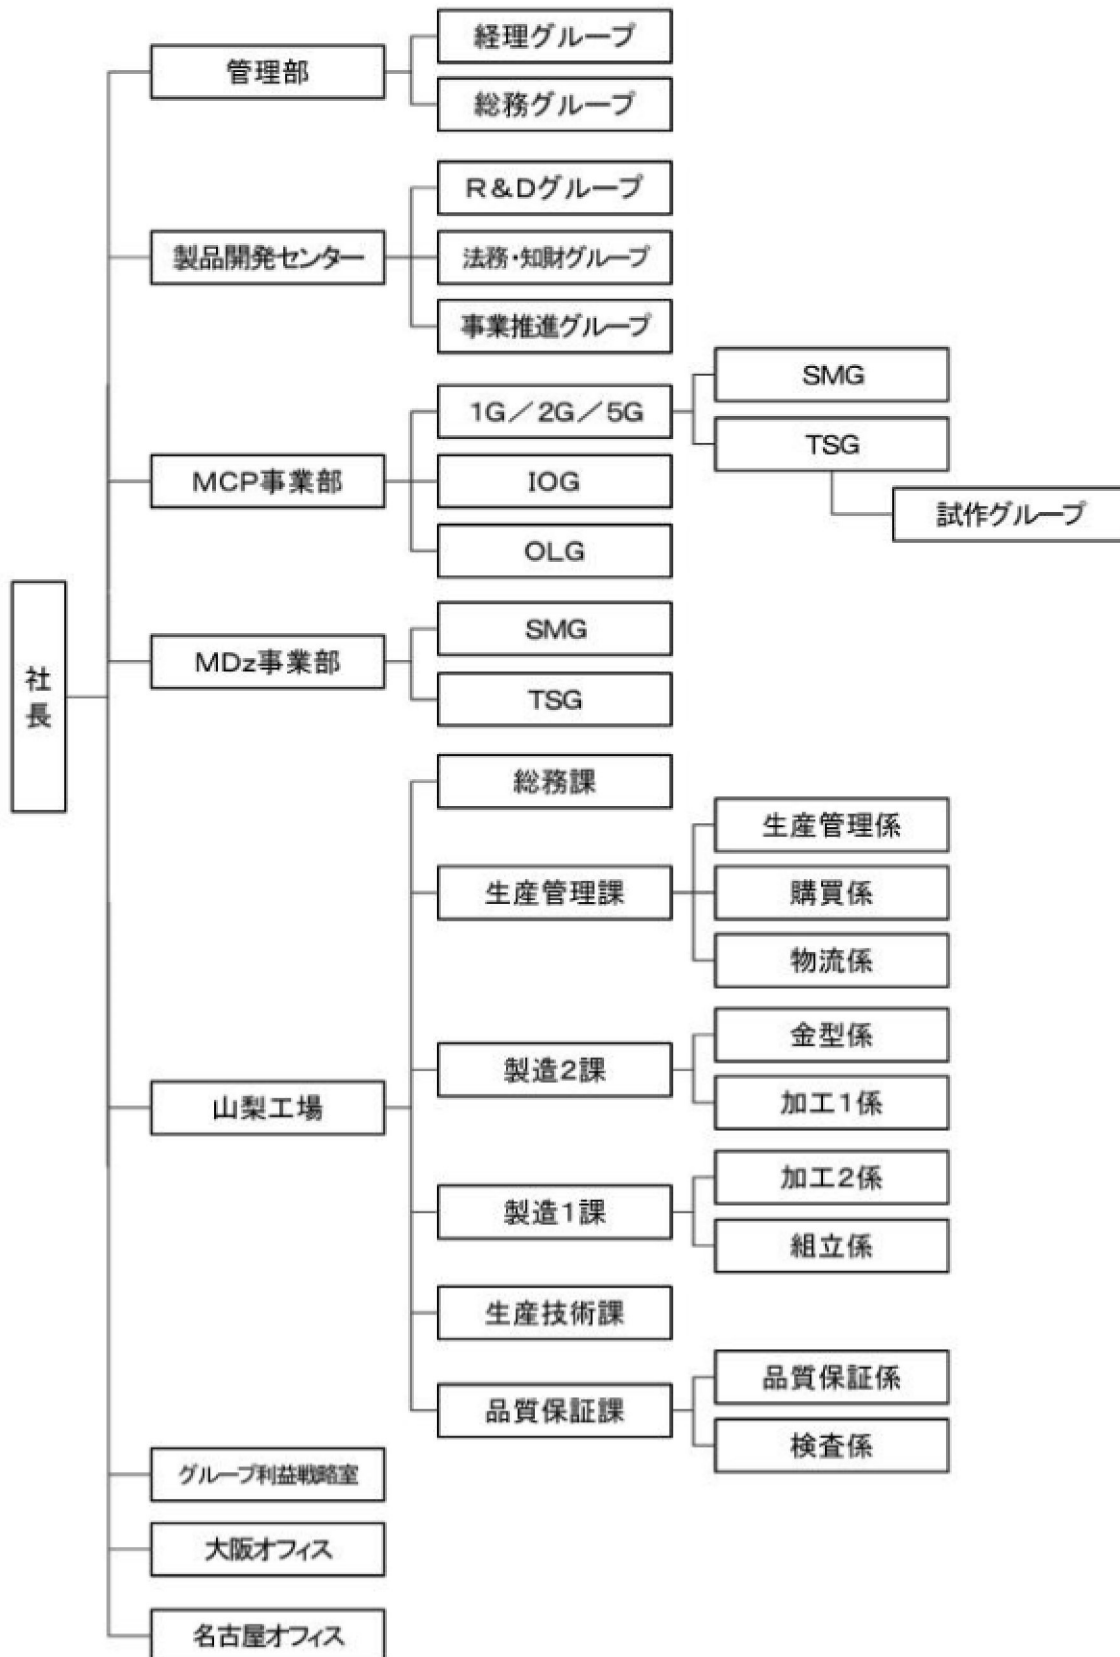 社長
管理部
経理グループ
総務グループ
製品開発センター
R&Dグループ
法務・知財グループ
事業推進グループ
MCP事業部
1G/2G/5G
SMG
TSG
試作グループ
IOG
OLG
MDz事業部
SMG
TSG
山梨工場
総務課
生産管理課
生産管理係
購買係
物流係
製造2課
金型係
加工1係
製造1課
加工2係
組立係
生産技術課
品質保証課
品質保証係
検査係
グループ利益戦略室
大阪オフィス
名古屋オフィス